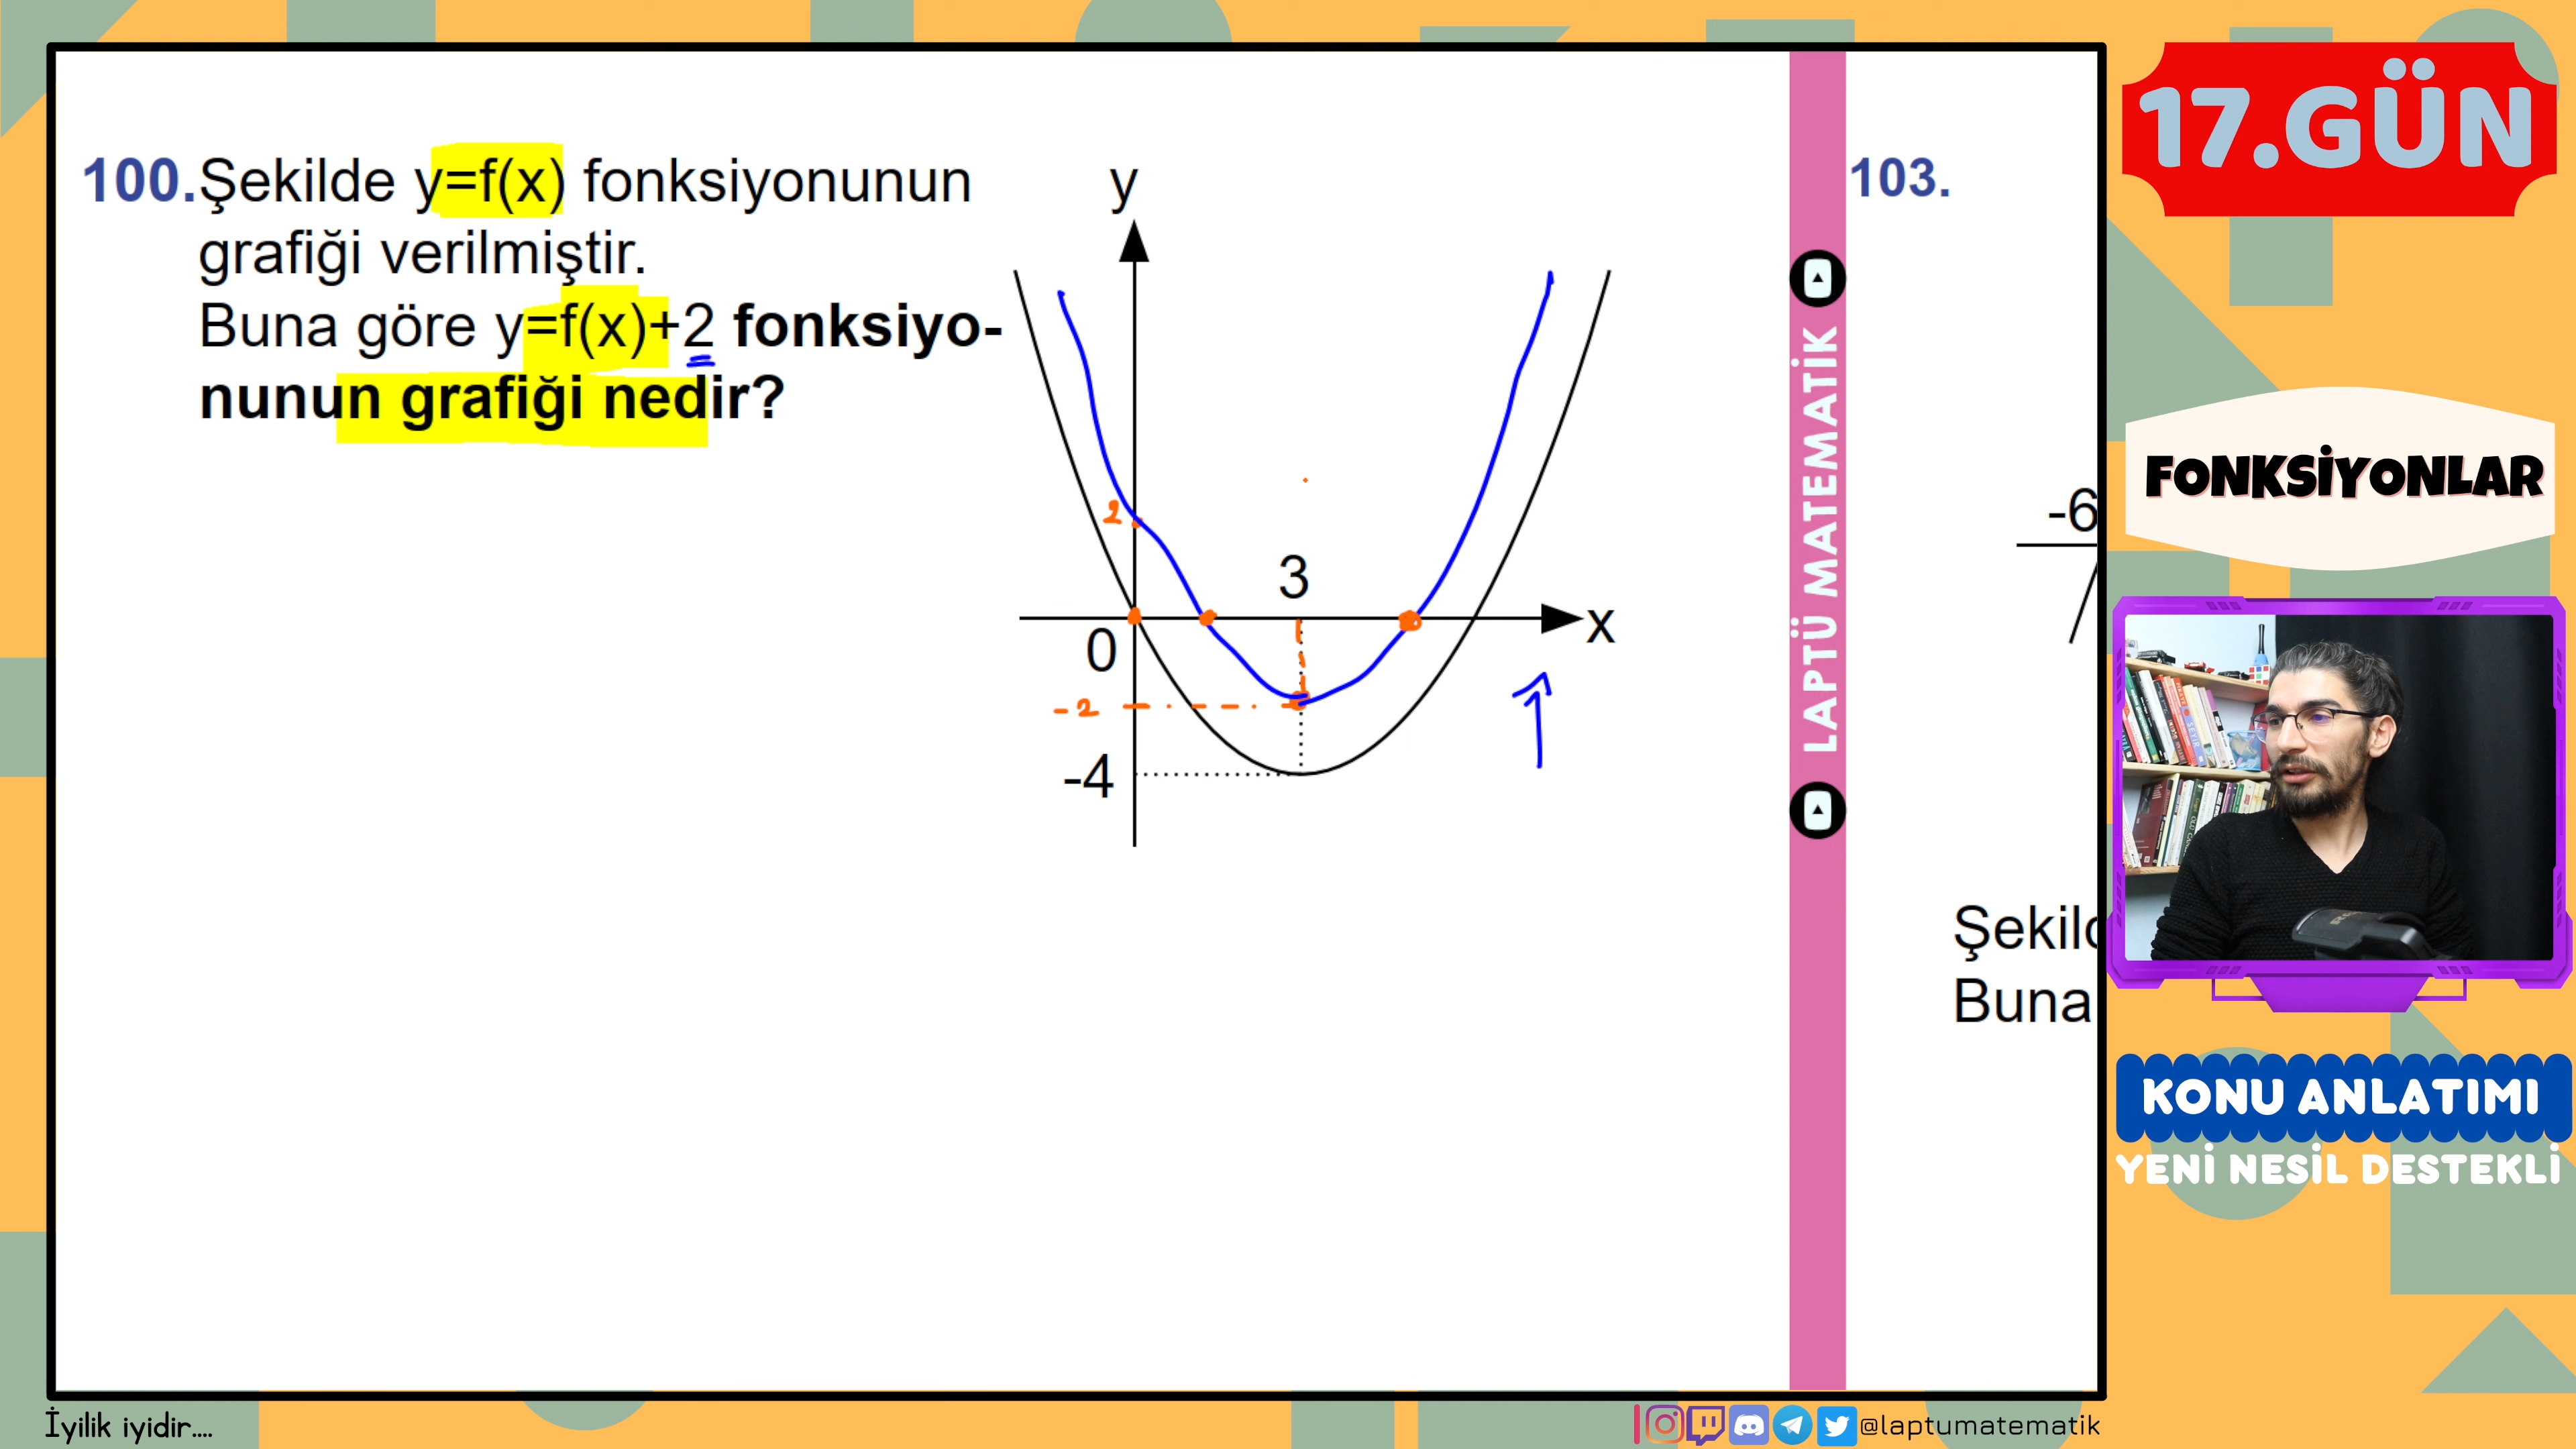 100. Şekilde y=f(x) fonksiyonunun
grafiği verilmiştir.
Buna göre y=f(x)+2 fonksiyo-
nunun grafiği nedir?
y
2
3
x
0
-2
-4
LAPTÜ MATEMATİK
103.
-6
Şekild
Buna
17.GÜN
FONKSİYONLAR
KONU ANLATIMI
YENİ NESİL DESTEKLİ
İyilik iyidir....
@laptumatematik